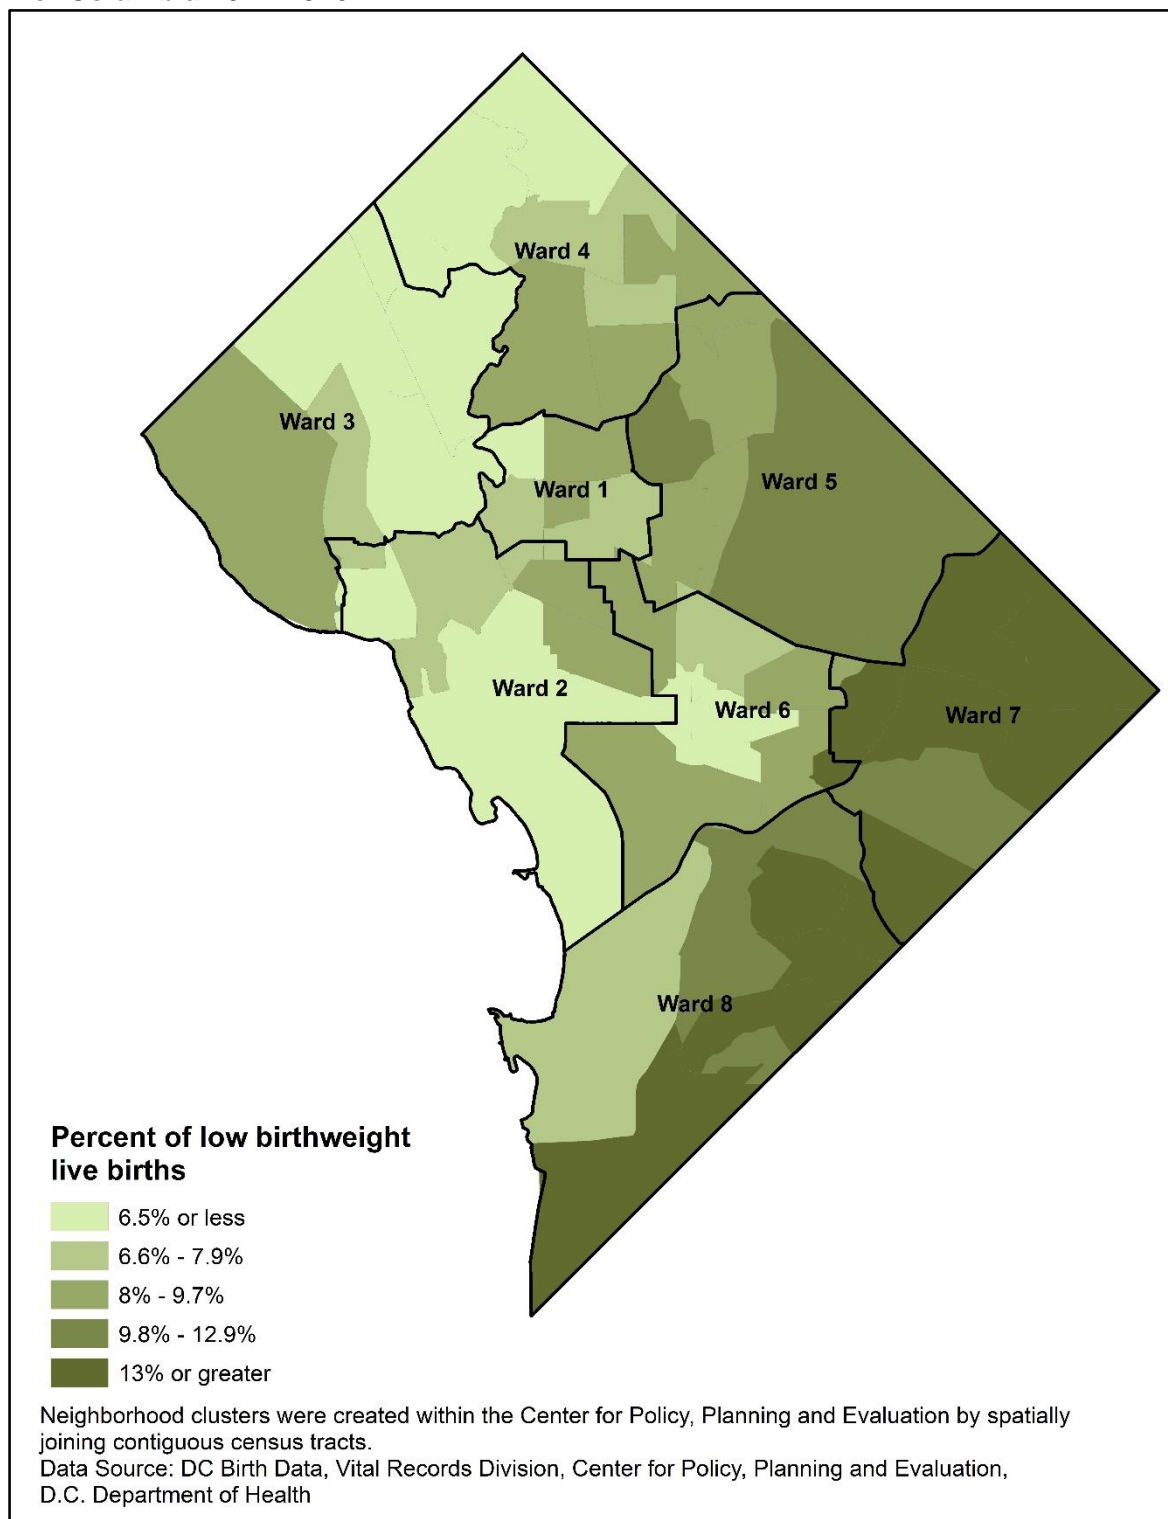 Ward 4
Ward 3
Ward 5
Ward 1
Ward 2
Ward 6
Ward 7
Ward 8
Percent of low birthweight
live births
6.5% or less
6.6% - 7.9%
8% - 9.7%
9.8% - 12.9%
13% or greater
Neighborhood clusters were created within the Center for Policy, Planning and Evaluation by spatially
joining contiguous census tracts.
Data Source: DC Birth Data, Vital Records Division, Center for Policy, Planning and Evaluation,
D.C. Department of Health